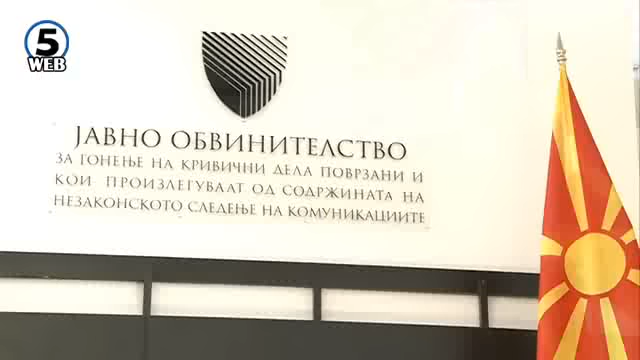 5
WEB
ЈАВНО ОБВИНИТЕЛСТВО
ЗА ГОНЕЊЕ НА КРИВИЧНИ ДЕЛА ПОВРЗАНИ И
КОИ ПРОИЗЛЕГУВААТ ОД СОДРЖИНАТА НА
НЕЗАКОНСКОТО СЛЕДЕЊЕ НА КОМУНИКАЦИИТЕ